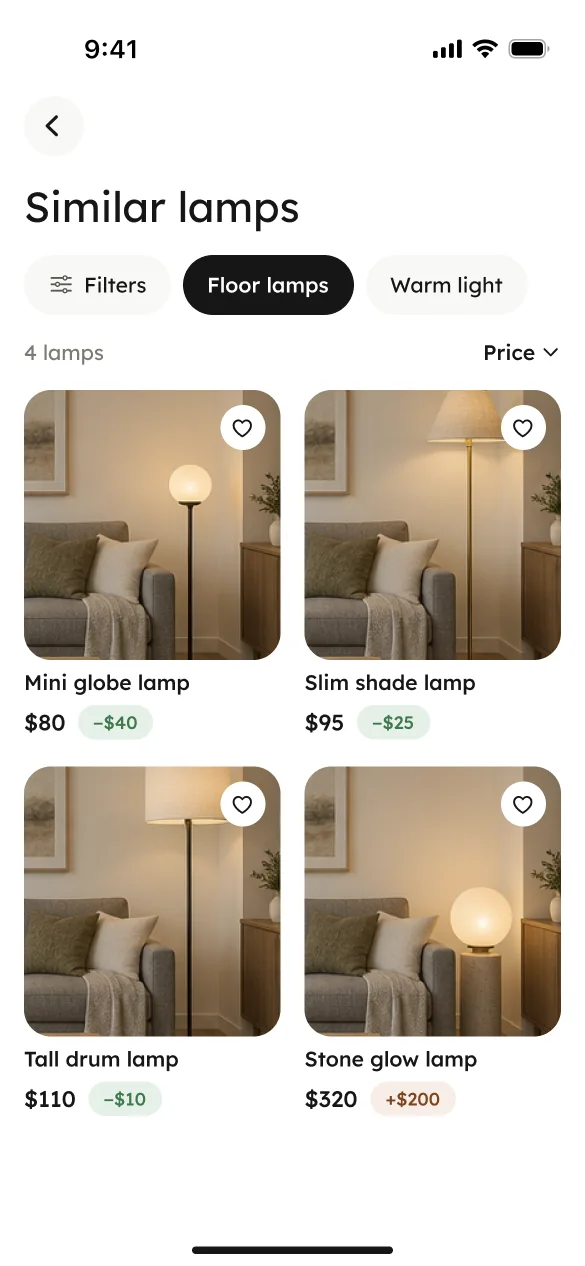 9:41
Similar lamps
Filters
Floor lamps
Warm light
4 lamps
Price
Mini globe lamp
$80
−$40
Slim shade lamp
$95
−$25
Tall drum lamp
$110
−$10
Stone glow lamp
$320
+$200